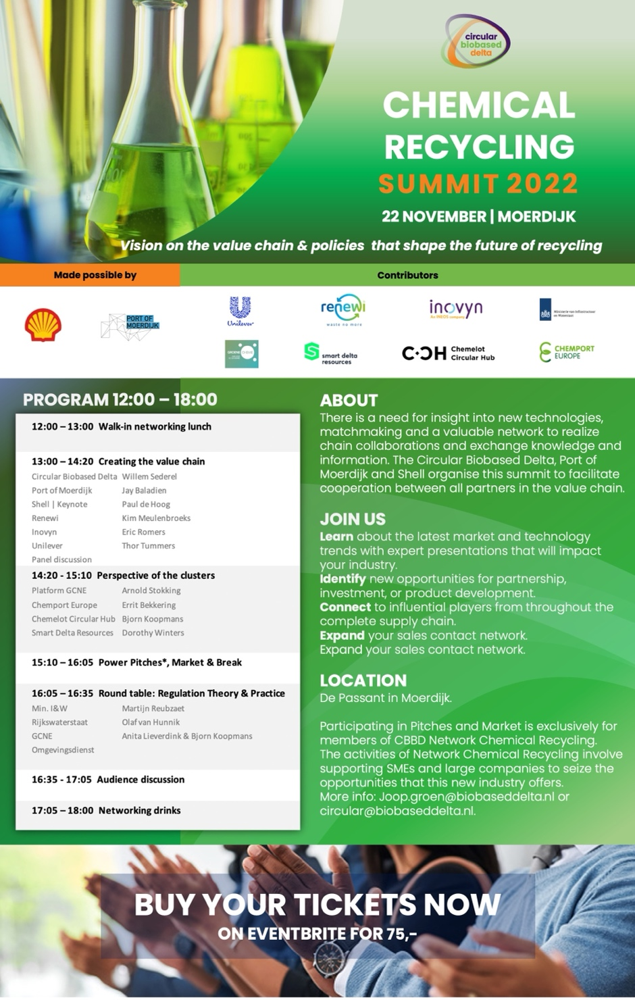 circular
biobased
delta
CHEMICAL
RECYCLING
SUMMIT 2022
22 NOVEMBER | MOERDIJK
Vision on the value chain & policies that shape the future of recycling
Made possible by
Contributors
PORT OF
MOERDIJK
Unilever
renewi
waste no more
inovyn
An INEOS company
Ministerie van Infrastructuur
en Waterstaat
GROENE CHEMIE
smart delta
resources
C·CH Chemelot
Circular Hub
CHEMPORT
EUROPE
PROGRAM 12:00 – 18:00
12:00 – 13:00 Walk-in networking lunch
13:00 – 14:20 Creating the value chain
Circular Biobased Delta Willem Sederel
Port of Moerdijk Jay Baladien
Shell | Keynote Paul de Hoog
Renewi Kim Meulenbroeks
Inovyn Eric Romers
Unilever Thor Tummers
Panel discussion
14:20 - 15:10 Perspective of the clusters
Platform GCNE Arnold Stokking
Chemport Europe Errit Bekkering
Chemelot Circular Hub Bjorn Koopmans
Smart Delta Resources Dorothy Winters
15:10 – 16:05 Power Pitches*, Market & Break
16:05 – 16:35 Round table: Regulation Theory & Practice
Min. I&W Martijn Reubzaet
Rijkswaterstaat Olaf van Hunnik
GCNE Anita Lieverdink & Bjorn Koopmans
Omgevingsdienst
16:35 - 17:05 Audience discussion
17:05 – 18:00 Networking drinks
ABOUT
There is a need for insight into new technologies,
matchmaking and a valuable network to realize
chain collaborations and exchange knowledge and
information. The Circular Biobased Delta, Port of
Moerdijk and Shell organise this summit to facilitate
cooperation between all partners in the value chain.
JOIN US
Learn about the latest market and technology
trends with expert presentations that will impact
your industry.
Identify new opportunities for partnership,
investment, or product development.
Connect to influential players from throughout the
complete supply chain.
Expand your sales contact network.
Expand your sales contact network.
LOCATION
De Passant in Moerdijk.
Participating in Pitches and Market is exclusively for
members of CBBD Network Chemical Recycling.
The activities of Network Chemical Recycling involve
supporting SMEs and large companies to seize the
opportunities that this new industry offers.
More info: Joop.groen@biobaseddelta.nl or
circular@biobaseddelta.nl.
BUY YOUR TICKETS NOW
ON EVENTBRITE FOR 75,-